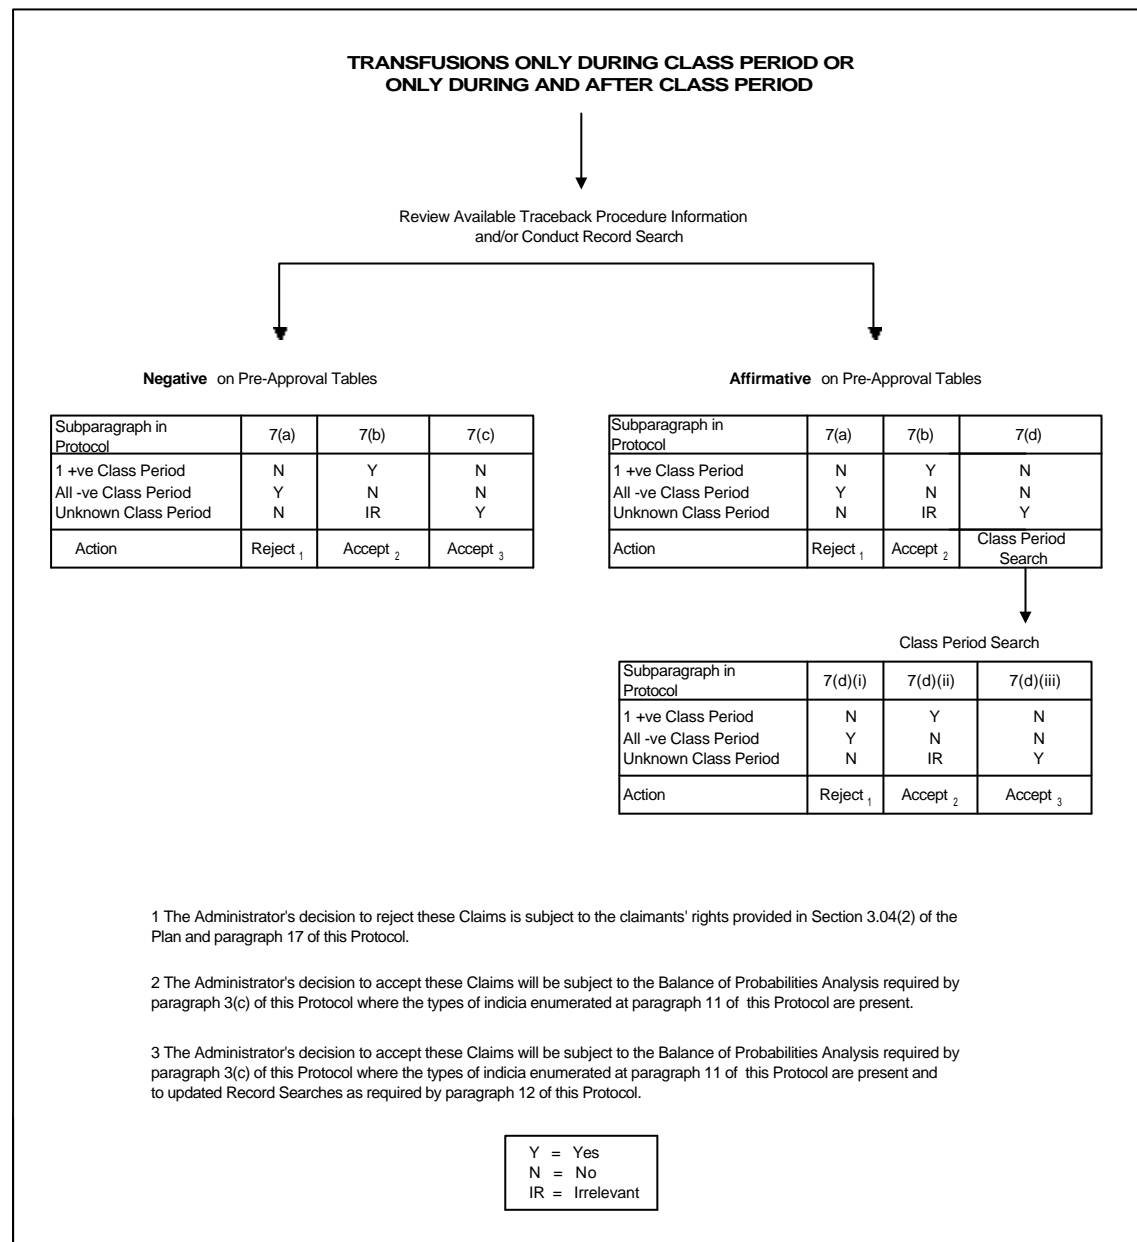 TRANSFUSIONS ONLY DURING CLASS PERIOD OR
ONLY DURING AND AFTER CLASS PERIOD
Review Available Traceback Procedure Information
and/or Conduct Record Search
Negative on Pre-Approval Tables
Subparagraph in
Protocol 7(a) 7(b) 7(c)
1 +ve Class Period N Y N
All -ve Class Period Y N N
Unknown Class Period N IR Y
Action Reject 1 Accept 2 Accept 3
Affirmative on Pre-Approval Tables
Subparagraph in
Protocol 7(a) 7(b) 7(d)
1 +ve Class Period N Y N
All -ve Class Period Y N N
Unknown Class Period N IR Y
Action Reject 1 Accept 2 Class Period
Search
Class Period Search
Subparagraph in
Protocol 7(d)(i) 7(d)(ii) 7(d)(iii)
1 +ve Class Period N Y N
All -ve Class Period Y N N
Unknown Class Period N IR Y
Action Reject 1 Accept 2 Accept 3
1 The Administrator's decision to reject these Claims is subject to the claimants' rights provided in Section 3.04(2) of the
Plan and paragraph 17 of this Protocol.
2 The Administrator's decision to accept these Claims will be subject to the Balance of Probabilities Analysis required by
paragraph 3(c) of this Protocol where the types of indicia enumerated at paragraph 11 of this Protocol are present.
3 The Administrator's decision to accept these Claims will be subject to the Balance of Probabilities Analysis required by
paragraph 3(c) of this Protocol where the types of indicia enumerated at paragraph 11 of this Protocol are present and
to updated Record Searches as required by paragraph 12 of this Protocol.
Y = Yes
N = No
IR = Irrelevant